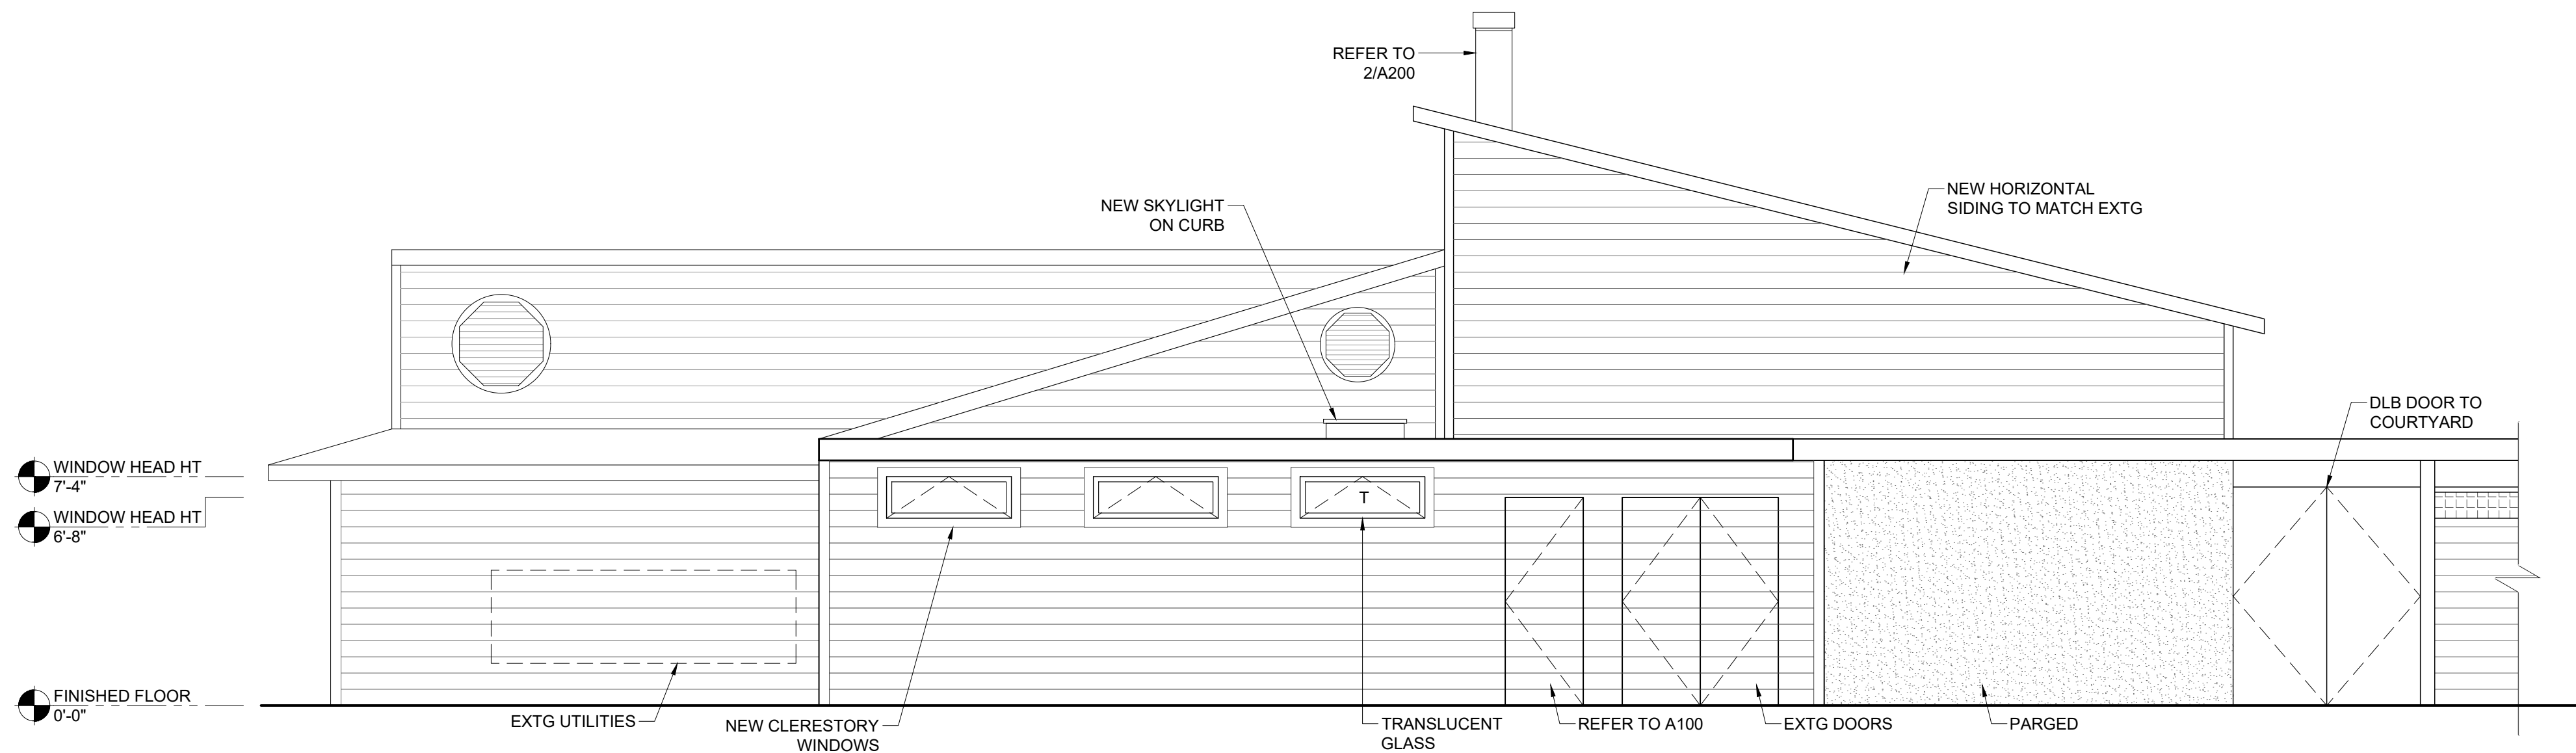 REFER TO
2/A200
NEW HORIZONTAL
SIDING TO MATCH EXTG
NEW SKYLIGHT
ON CURB
DLB DOOR TO
COURTYARD
WINDOW HEAD HT
7'-4"
WINDOW HEAD HT
6'-8"
T
FINISHED FLOOR
0'-0"
EXTG UTILITIES
NEW CLERESTORY
WINDOWS
TRANSLUCENT
GLASS
REFER TO A100
EXTG DOORS
PARGED